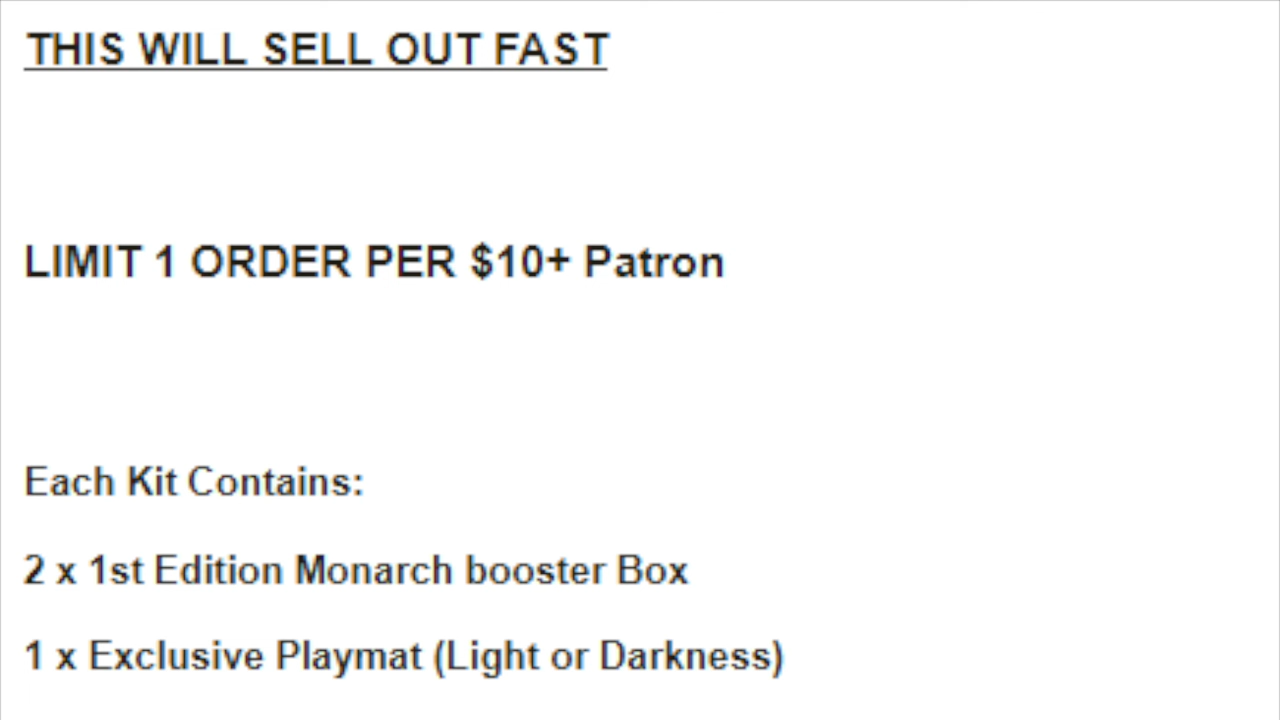 THIS WILL SELL OUT FAST
LIMIT 1 ORDER PER $10+ Patron
Each Kit Contains:
2 x 1st Edition Monarch booster Box
1 x Exclusive Playmat (Light or Darkness)